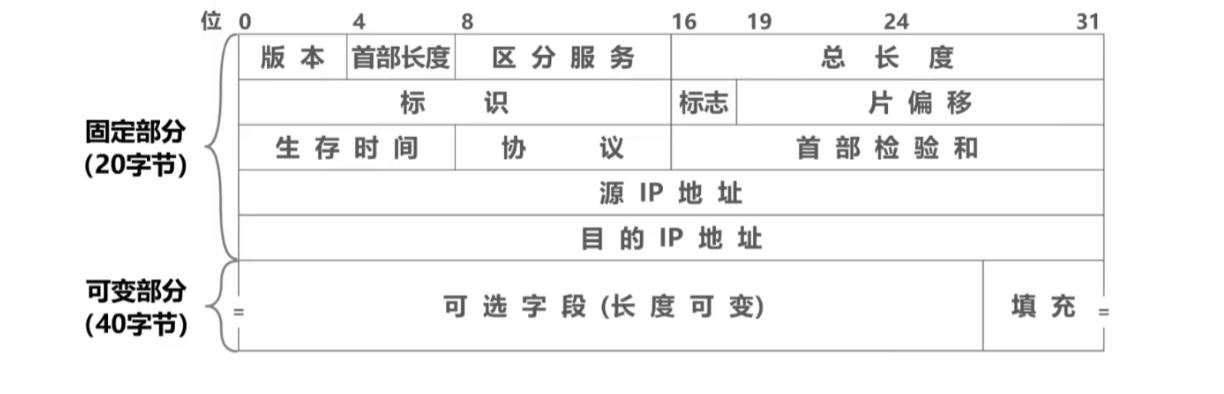 位 0 4 8 16 19 24 31
版本 首部长度 区分服务 总长度
标识 标志 片偏移
固定部分
(20字节)
生存时间 协议 首部检验和
源 IP 地址
目的 IP 地址
可变部分
(40字节)
= 可选字段 (长度可变) 填充 =